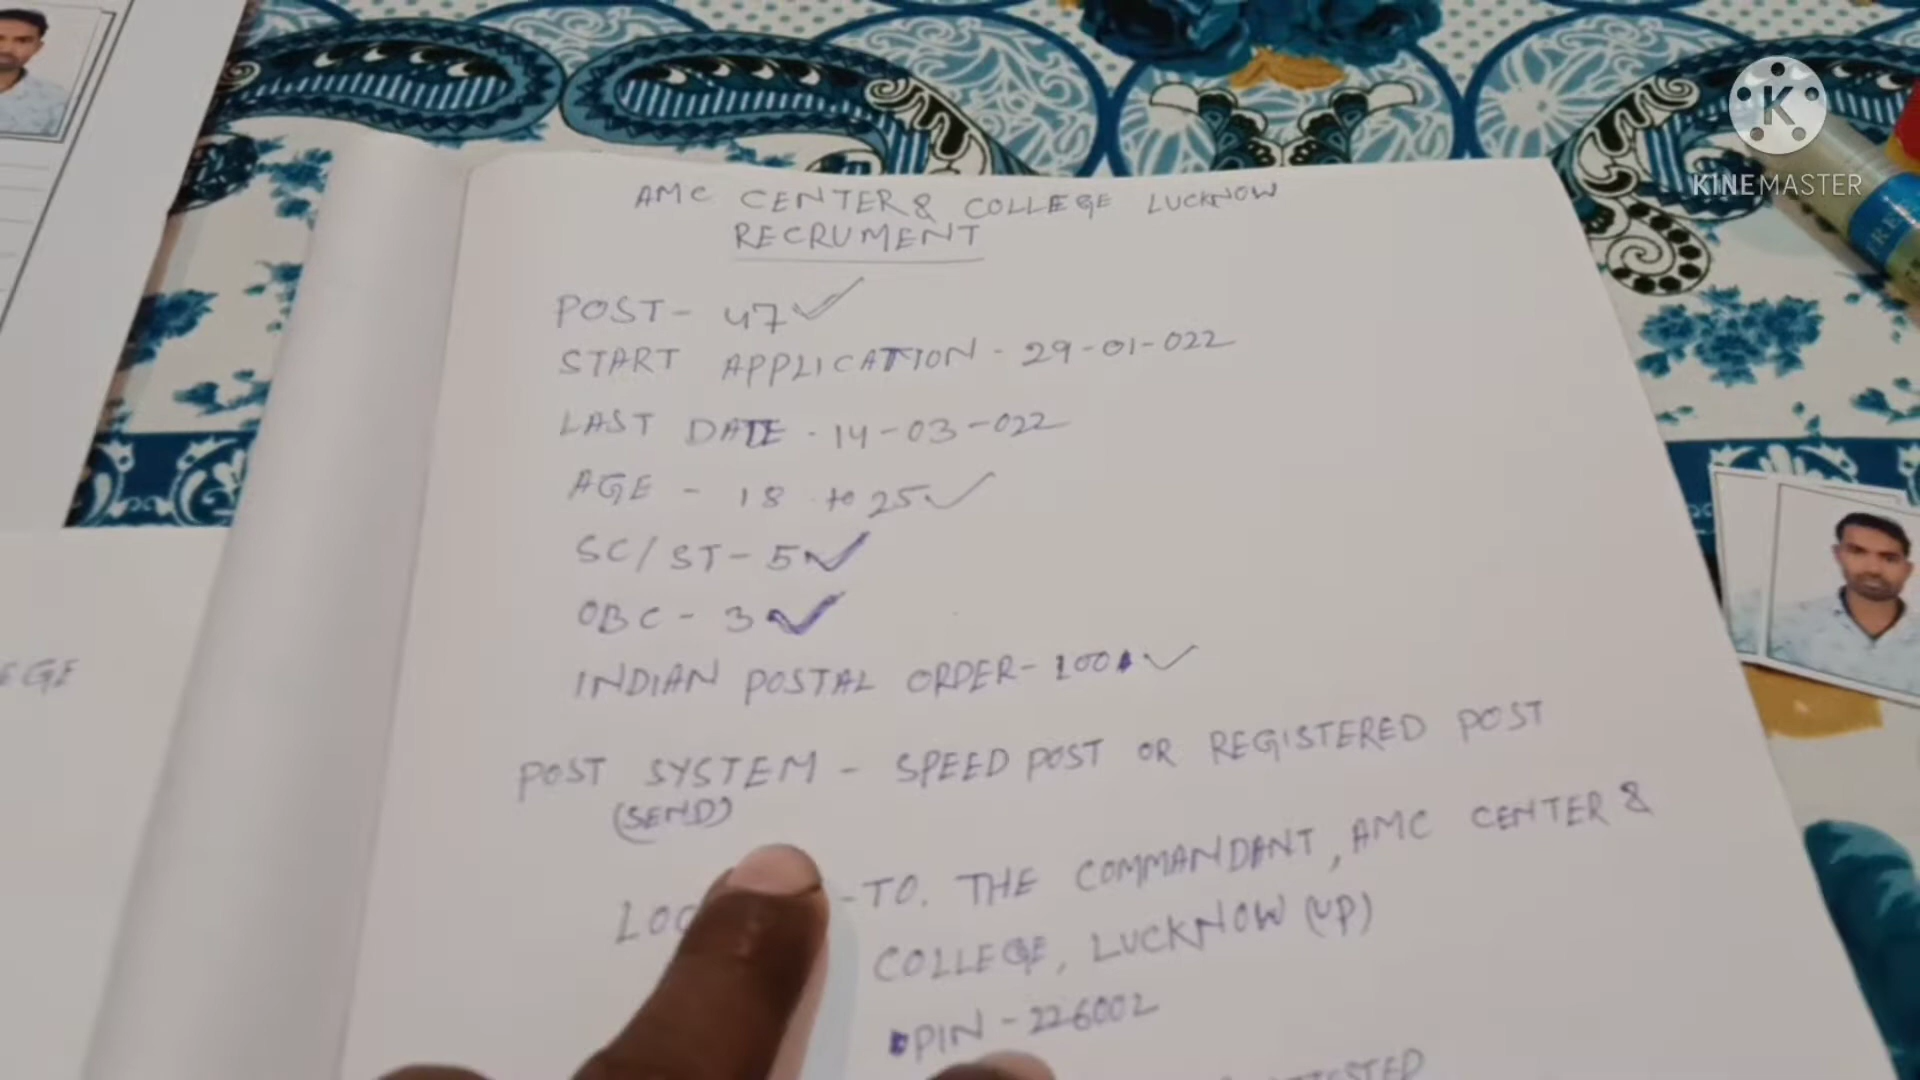 K
KINEMASTER
AMC CENTER & COLLEGE LUCKNOW
RECRUMENT
POST - 47
START APPLICATION - 29-01-022
LAST DATE - 14-03-022
AGE - 18 to 25
SC/ST - 5
OBC - 3
INDIAN POSTAL ORDER - 100
POST SYSTEM - SPEED POST OR REGISTERED POST
(SEND)
- TO. THE COMMANDANT, AMC CENTER &
COLLEGE, LUCKNOW (UP)
PIN - 226002